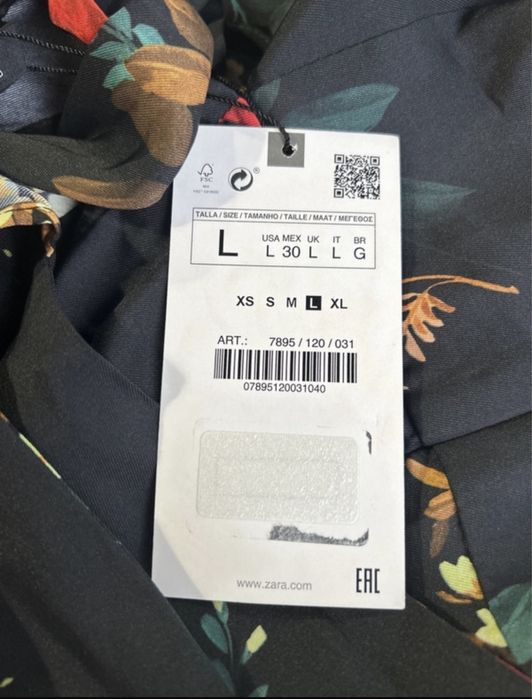 FSC
TALLA / SIZE / TAMANHO / TAILLE / MAAT / ΜΕΓΕΘΟΣ
L USA MEX UK IT BR
L 30 L L G
XS S M L XL
ART.: 7895 / 120 / 031
07895120031040
www.zara.com
EAC